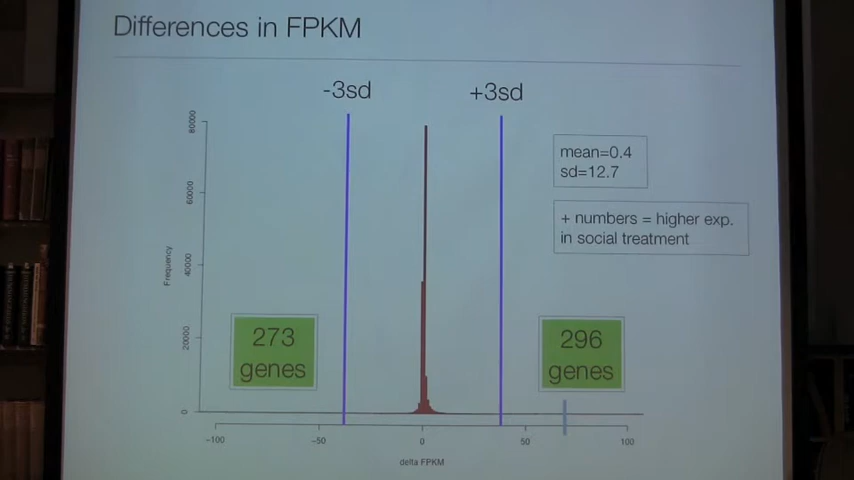 Differences in FPKM
-3sd
+3sd
mean=0.4
sd=12.7
+ numbers = higher exp.
in social treatment
273
genes
296
genes
Frequency
80000
60000
40000
20000
0
-100
-50
0
50
100
delta FPKM